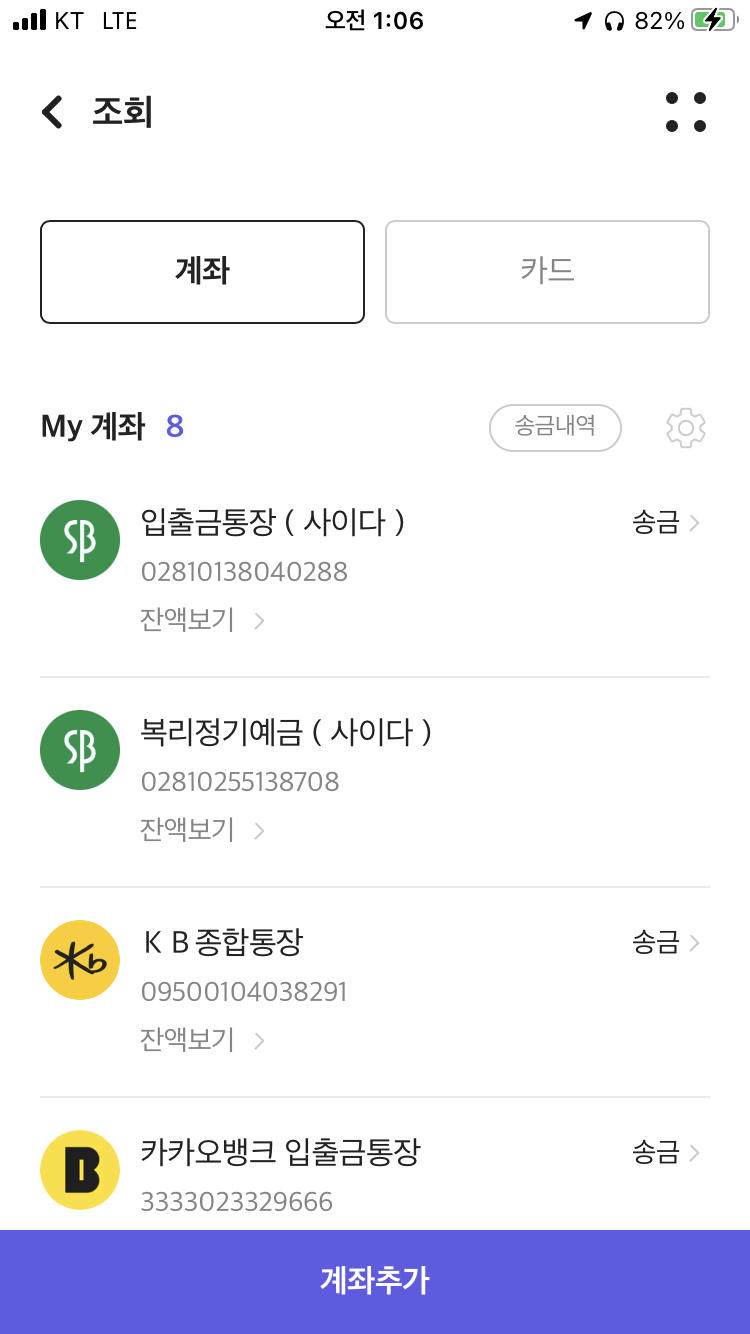 KT LTE 오전 1:06 82%
조회
계좌 카드
My 계좌 8 송금내역
입출금통장 ( 사이다 ) 송금
02810138040288
잔액보기
복리정기예금 ( 사이다 )
02810255138708
잔액보기
ＫＢ종합통장 송금
09500104038291
잔액보기
카카오뱅크 입출금통장 송금
3333023329666
계좌추가